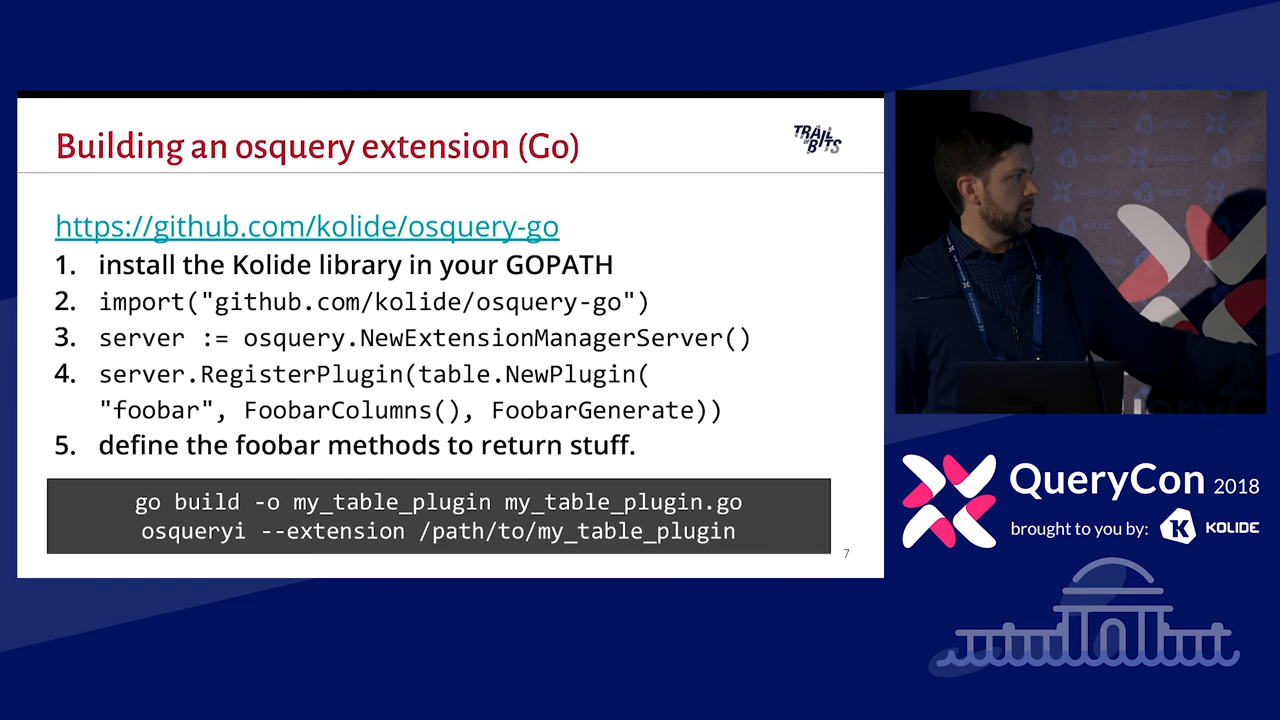 Building an osquery extension (Go)
TRAIL OF BITS
https://github.com/kolide/osquery-go
1. install the Kolide library in your GOPATH
2. import("github.com/kolide/osquery-go")
3. server := osquery.NewExtensionManagerServer()
4. server.RegisterPlugin(table.NewPlugin(
"foobar", FoobarColumns(), FoobarGenerate))
5. define the foobar methods to return stuff.
go build -o my_table_plugin my_table_plugin.go
osqueryi --extension /path/to/my_table_plugin
7
KOLIDE
QueryCon 2018
brought to you by: K KOLIDE